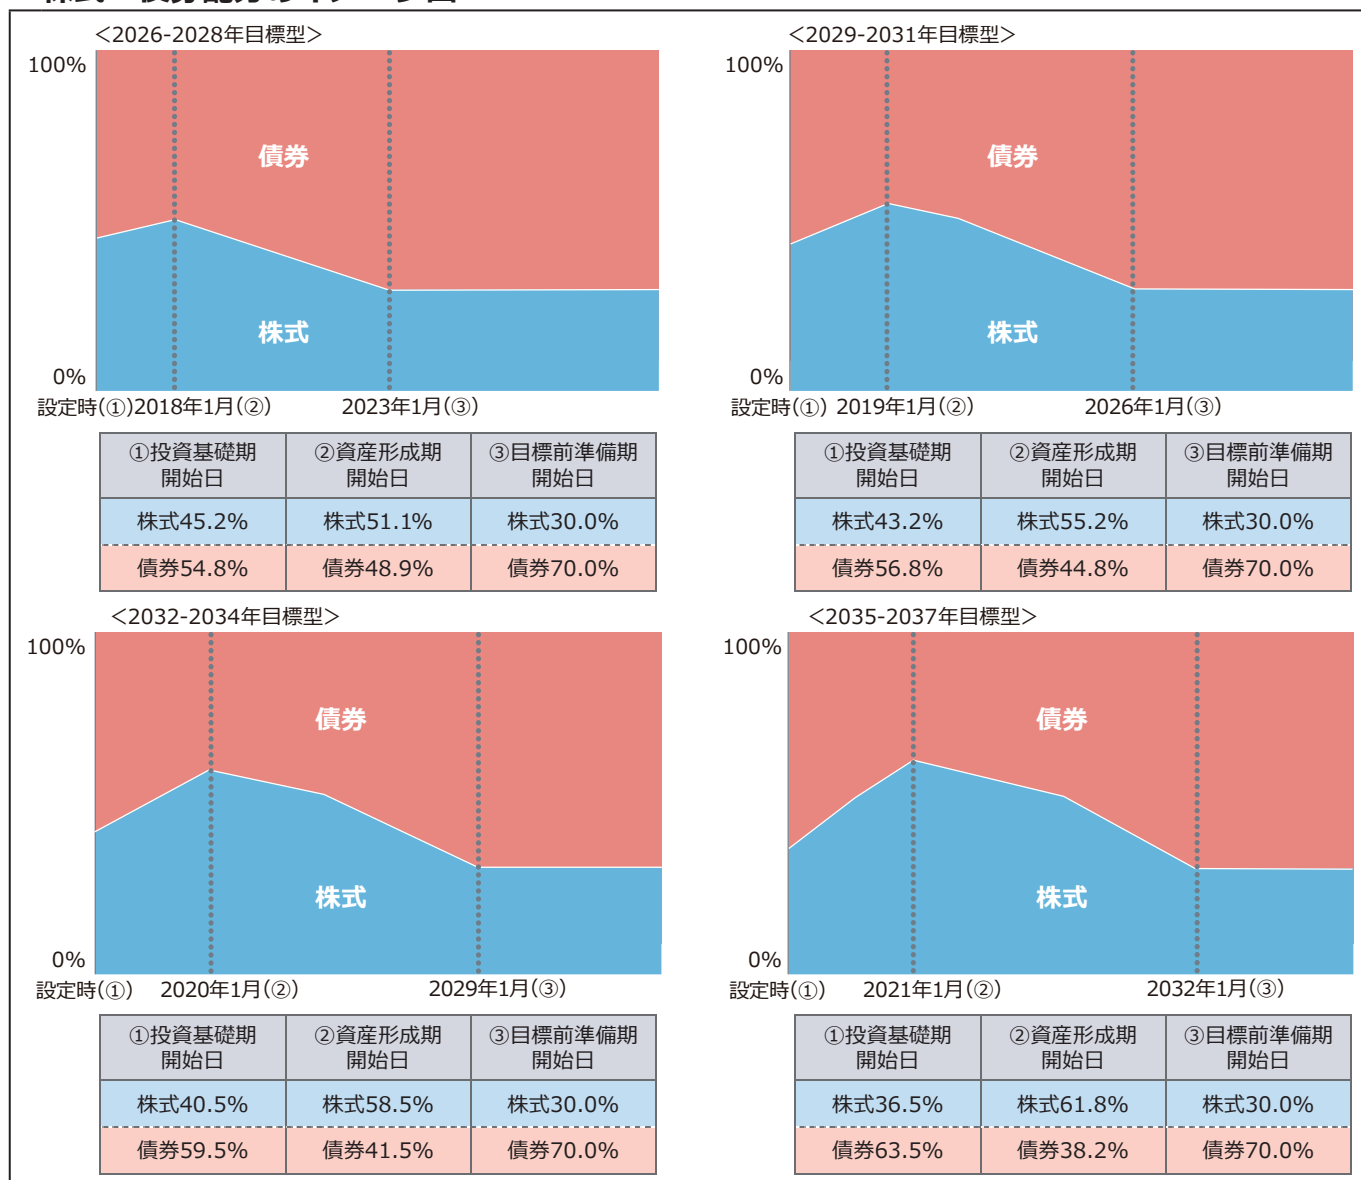 ＜2026-2028年目標型＞
100%
債券
株式
0%
設定時(①) 2018年1月(②) 2023年1月(③)
①投資基礎期 ②資産形成期 ③目標前準備期
開始日 開始日 開始日
株式45.2% 株式51.1% 株式30.0%
債券54.8% 債券48.9% 債券70.0%
＜2029-2031年目標型＞
100%
債券
株式
0%
設定時(①) 2019年1月(②) 2026年1月(③)
①投資基礎期 ②資産形成期 ③目標前準備期
開始日 開始日 開始日
株式43.2% 株式55.2% 株式30.0%
債券56.8% 債券44.8% 債券70.0%
＜2032-2034年目標型＞
100%
債券
株式
0%
設定時(①) 2020年1月(②) 2029年1月(③)
①投資基礎期 ②資産形成期 ③目標前準備期
開始日 開始日 開始日
株式40.5% 株式58.5% 株式30.0%
債券59.5% 債券41.5% 債券70.0%
＜2035-2037年目標型＞
100%
債券
株式
0%
設定時(①) 2021年1月(②) 2032年1月(③)
①投資基礎期 ②資産形成期 ③目標前準備期
開始日 開始日 開始日
株式36.5% 株式61.8% 株式30.0%
債券63.5% 債券38.2% 債券70.0%